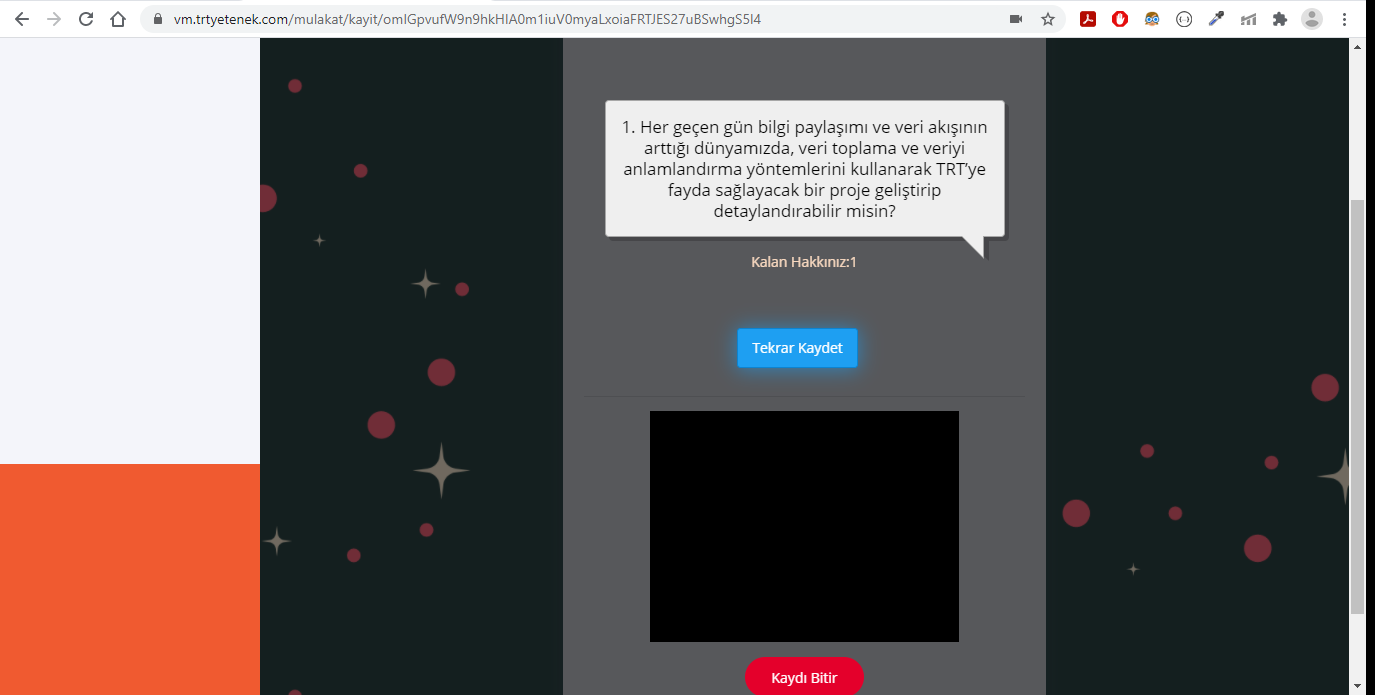 vm.trtyetenek.com/mulakat/kayit/omlGpvufW9n9hkHIA0m1iuV0myaLxoiaFRTJES27uBSwhgS5l4
1. Her geçen gün bilgi paylaşımı ve veri akışının
arttığı dünyamızda, veri toplama ve veriyi
anlamlandırma yöntemlerini kullanarak TRT’ye
fayda sağlayacak bir proje geliştirip
detaylandırabilir misin?
Kalan Hakkınız:1
Tekrar Kaydet
Kaydı Bitir